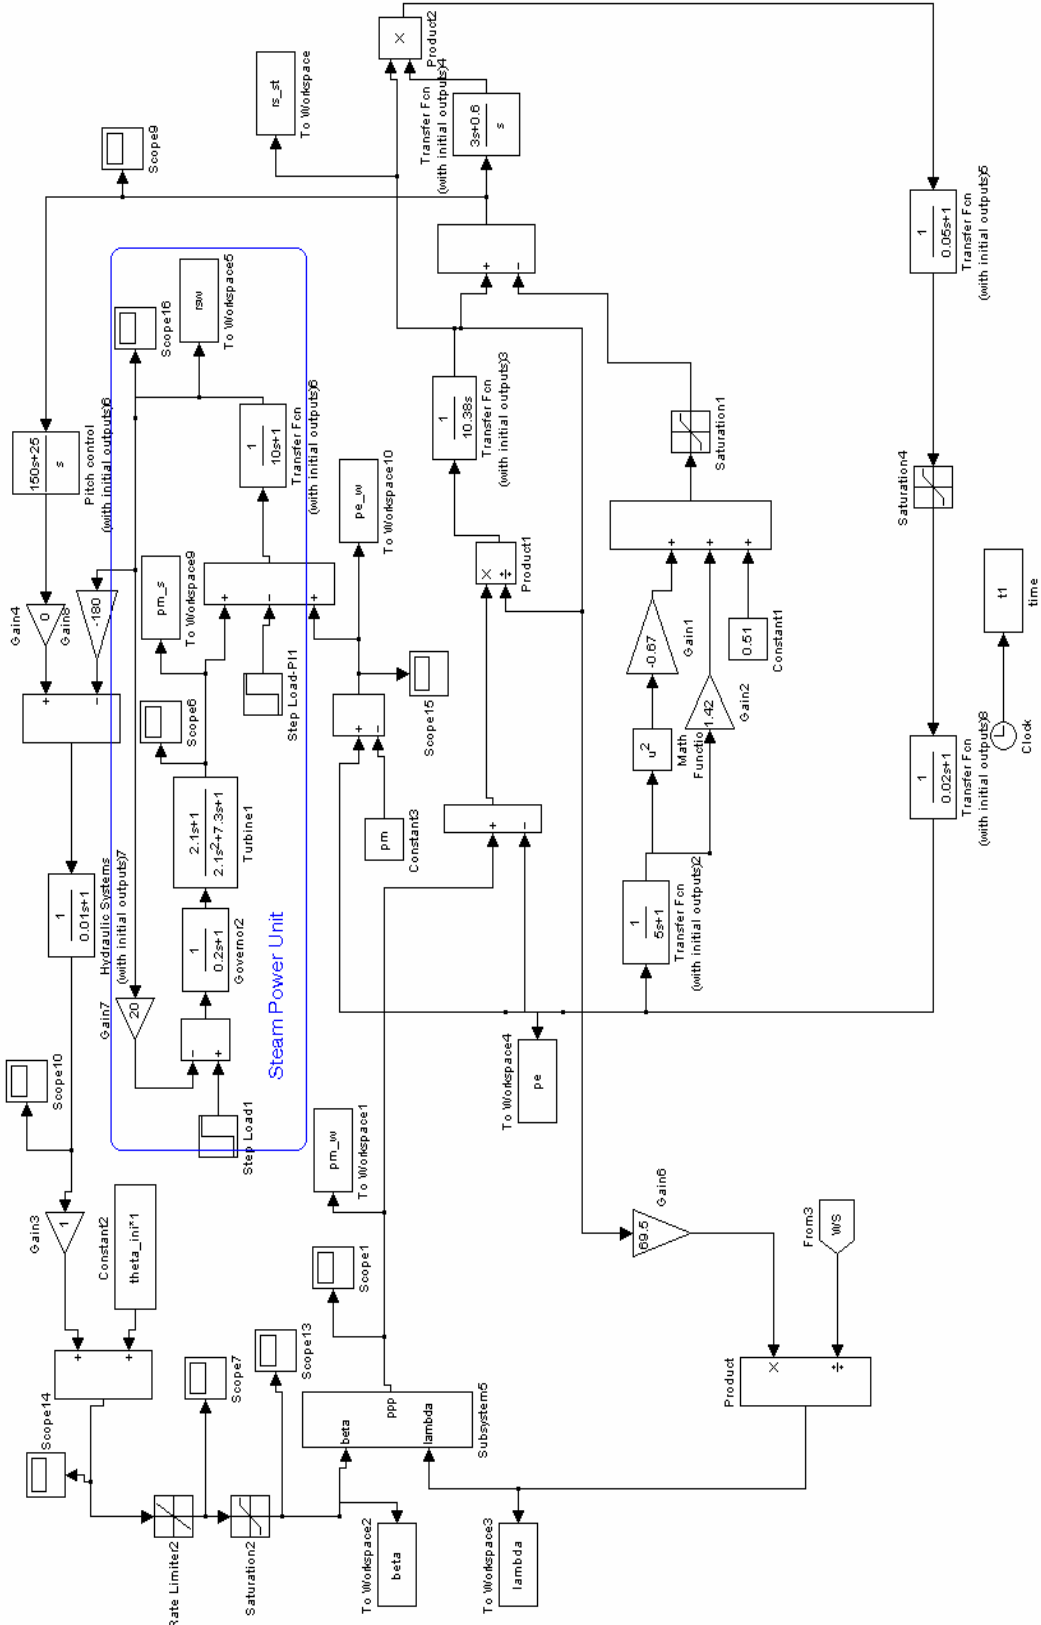 Scope14
Rate Limiter2
Scope7
Saturation2
Scope13
To Workspace2
beta
To Workspace3
lambda
Gain3
1
Constant2
theta_ini*1
+
+
beta
lambda
ppp
Subsystem5
Scope1
pm_w
To Workspace1
Product
×
÷
From3
WS
Gain6
69.5
Scope10
Hydraulic Systems
(with initial outputs)7
1
0.01s+1
Gain4
0
Gain8
-180
+
−
Pitch control
(with initial outputs)6
150s+25
s
Scope9
Steam Power Unit
Step Load1
−
+
Gain7
20
1
0.2s+1
Governor2
2.1s+1
2.1s²+7.3s+1
Turbine1
Scope6
pm_s
To Workspace9
Step Load-PI1
+
−
+
1
10s+1
Transfer Fcn
(with initial outputs)6
Scope16
rsw
To Workspace5
pm
Constant3
+
−
Scope15
pe_w
To Workspace10
To Workspace4
pe
+
−
×
÷
Product1
1
10.38s
Transfer Fcn
(with initial outputs)3
+
−
rs_st
To Workspace
Transfer Fcn
(with initial outputs)4
3s+0.6
s
×
Product2
1
5s+1
Transfer Fcn
(with initial outputs)2
u²
Math
Functio
Gain1
-0.67
Gain2
1.42
0.51
Constant1
+
+
+
Saturation1
1
0.05s+1
Transfer Fcn
(with initial outputs)5
Saturation4
1
0.02s+1
Transfer Fcn
(with initial outputs)8
Clock
t1
time